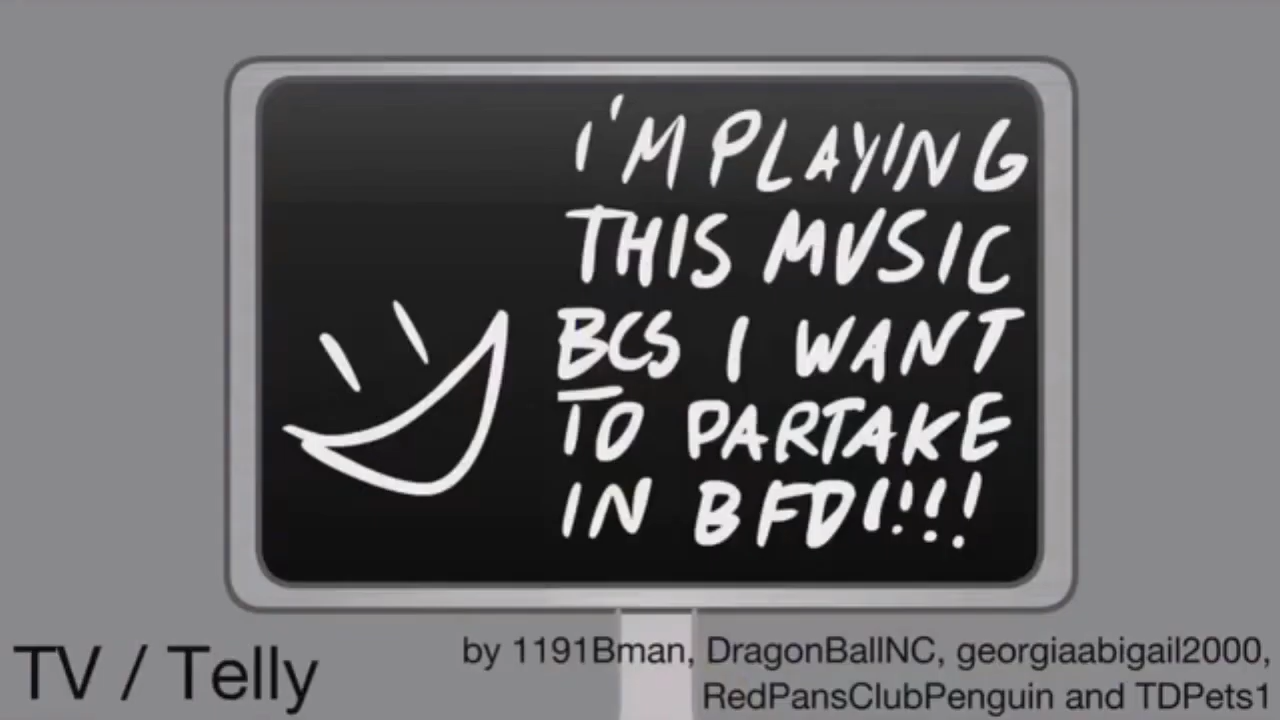 I'M PLAYING
THIS MUSIC
BCS I WANT
TO PARTAKE
IN BFDI!!!
TV / Telly
by 1191Bman, DragonBallNC, georgiaabigail2000,
RedPansClubPenguin and TDPets1